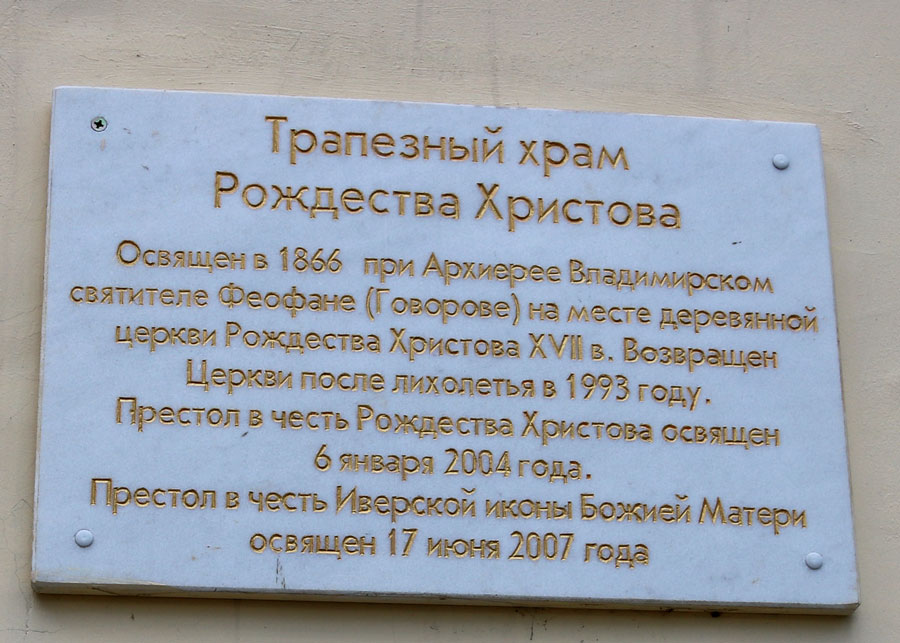 Трапезный храм
Рождества Христова
Освящен в 1866 при Архиерее Владимирском
святителе Феофане (Говорове) на месте деревянной
церкви Рождества Христова XVII в. Возвращен
Церкви после лихолетья в 1993 году.
Престол в честь Рождества Христова освящен
6 января 2004 года.
Престол в честь Иверской иконы Божией Матери
освящен 17 июня 2007 года